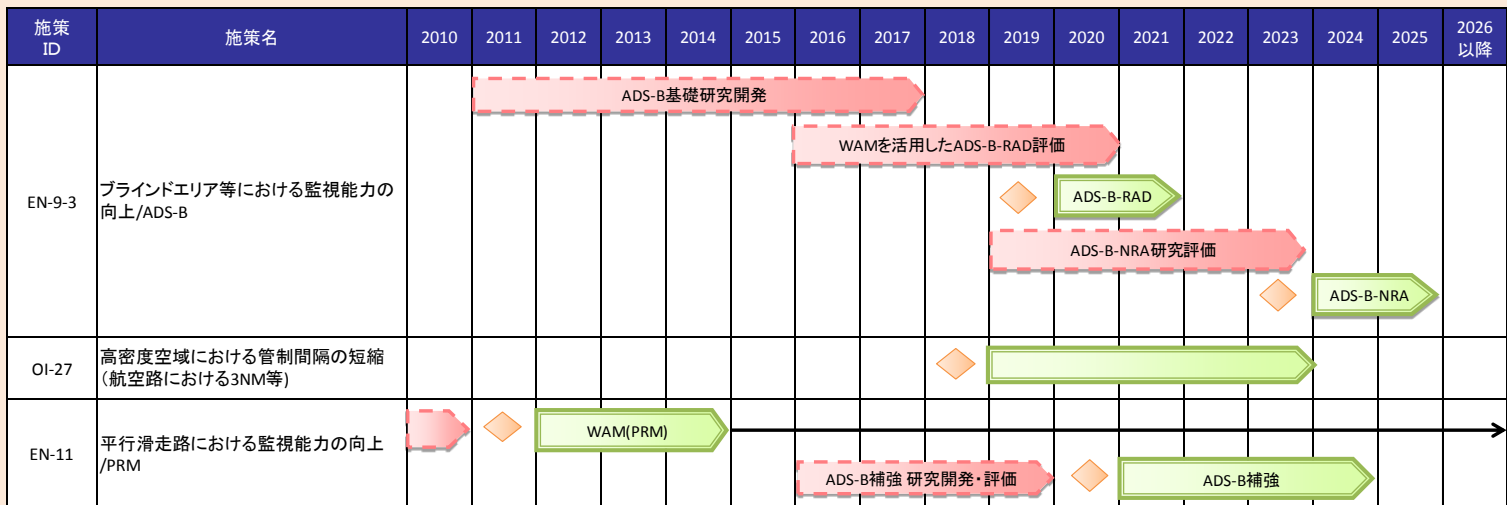 施策
ID
施策名
2010
2011
2012
2013
2014
2015
2016
2017
2018
2019
2020
2021
2022
2023
2024
2025
2026
以降
EN-9-3
ブラインドエリア等における監視能力の
向上/ADS-B
ADS-B基礎研究開発
WAMを活用したADS-B-RAD評価
ADS-B-RAD
ADS-B-NRA研究評価
ADS-B-NRA
OI-27
高密度空域における管制間隔の短縮
（航空路における3NM等)
EN-11
平行滑走路における監視能力の向上
/PRM
WAM(PRM)
ADS-B補強 研究開発・評価
ADS-B補強